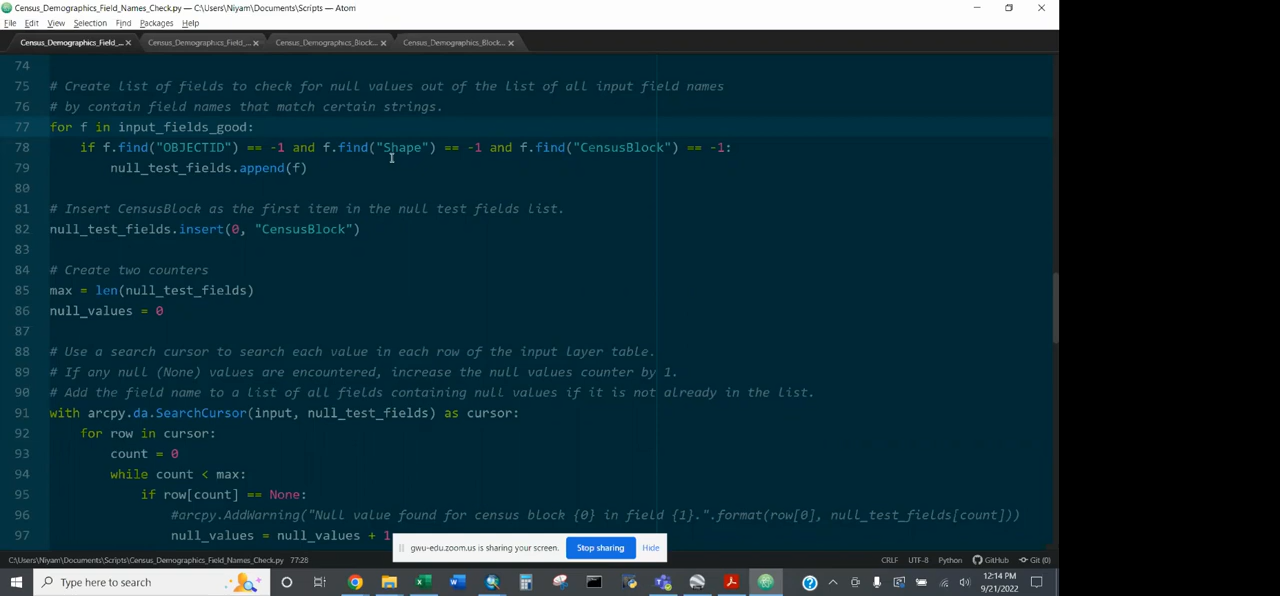 Census_Demographics_Field_Names_Check.py — C:\Users\Niyam\Documents\Scripts — Atom
File Edit View Selection Find Packages Help
Census_Demographics_Field_... Census_Demographics_Field_... Census_Demographics_Block... Census_Demographics_Block...
74
75 # Create list of fields to check for null values out of the list of all input field names
76 # by contain field names that match certain strings.
77 for f in input_fields_good:
78 if f.find("OBJECTID") == -1 and f.find("Shape") == -1 and f.find("CensusBlock") == -1:
79 null_test_fields.append(f)
80
81 # Insert CensusBlock as the first item in the null test fields list.
82 null_test_fields.insert(0, "CensusBlock")
83
84 # Create two counters
85 max = len(null_test_fields)
86 null_values = 0
87
88 # Use a search cursor to search each value in each row of the input layer table.
89 # If any null (None) values are encountered, increase the null values counter by 1.
90 # Add the field name to a list of all fields containing null values if it is not already in the list.
91 with arcpy.da.SearchCursor(input, null_test_fields) as cursor:
92 for row in cursor:
93 count = 0
94 while count < max:
95 if row[count] == None:
96 #arcpy.AddWarning("Null value found for census block {0} in field {1}.".format(row[0], null_test_fields[count]))
97 null_values = null_values + 1
gwu-edu.zoom.us is sharing your screen. Stop sharing Hide
C:\Users\Niyam\Documents\Scripts\Census_Demographics_Field_Names_Check.py 77:28 CRLF UTF-8 Python GitHub Git (0)
Type here to search
12:14 PM
9/21/2022